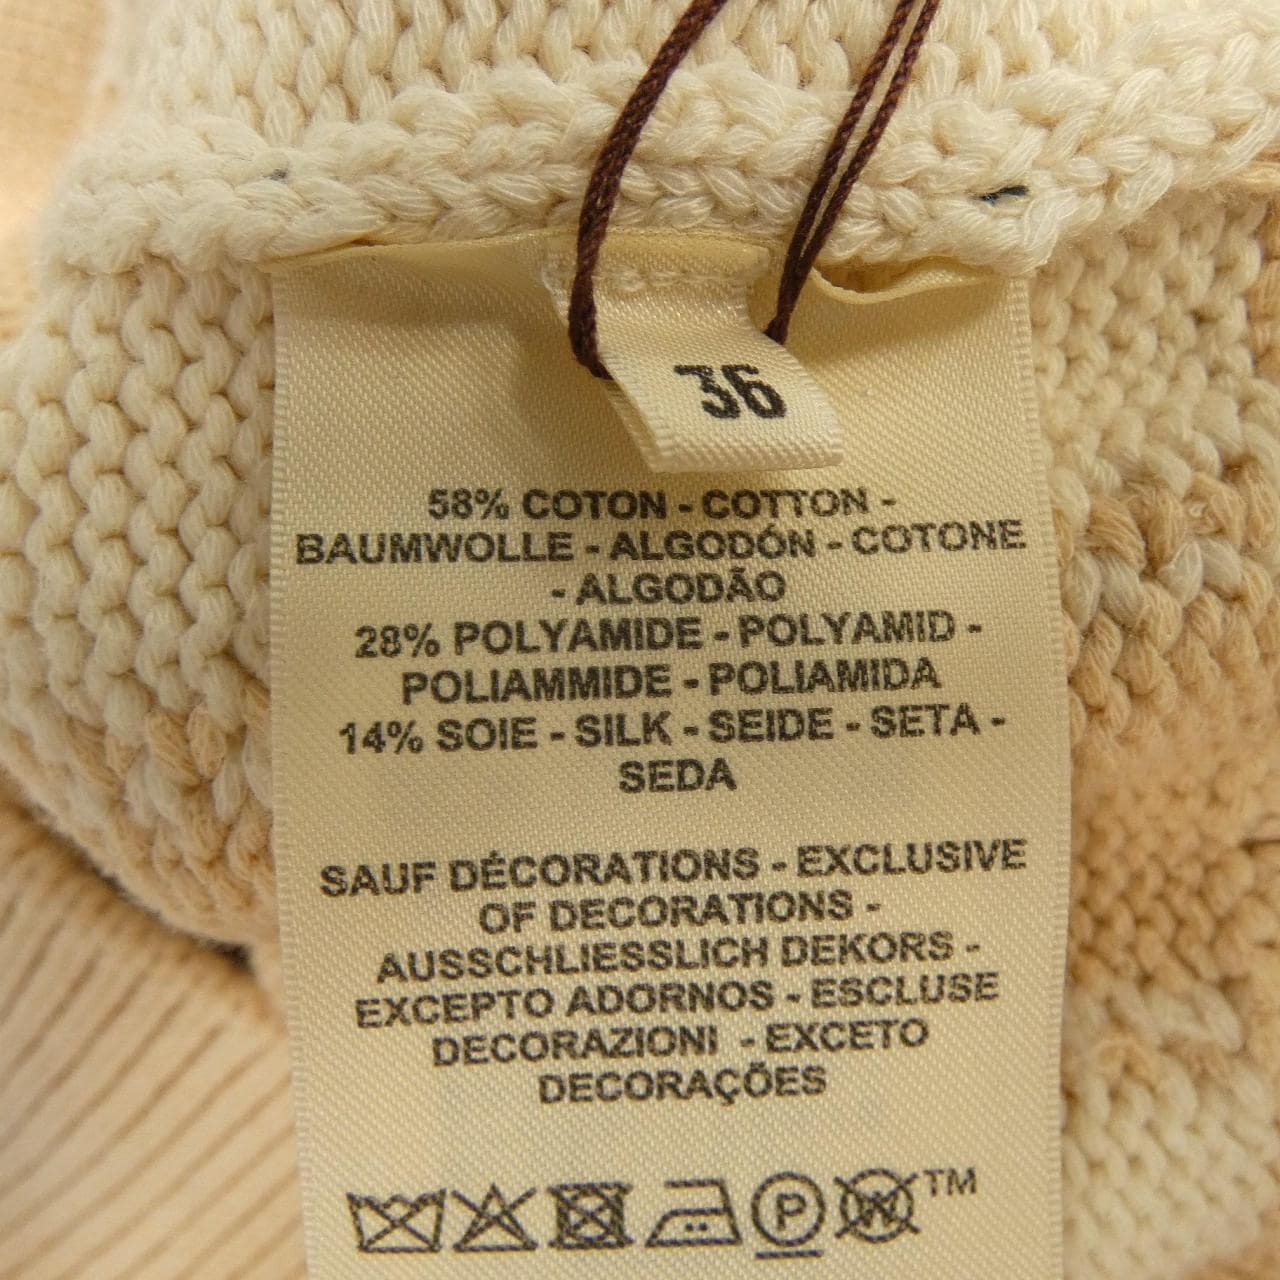 36
58% COTON - COTTON -
BAUMWOLLE - ALGODÓN - COTONE
- ALGODÃO
28% POLYAMIDE - POLYAMID -
POLIAMMIDE - POLIAMIDA
14% SOIE - SILK - SEIDE - SETA -
SEDA
SAUF DÉCORATIONS - EXCLUSIVE
OF DECORATIONS -
AUSSCHLIESSLICH DEKORS -
EXCEPTO ADORNOS - ESCLUSE
DECORAZIONI - EXCETO
DECORAÇÕES
P W TM